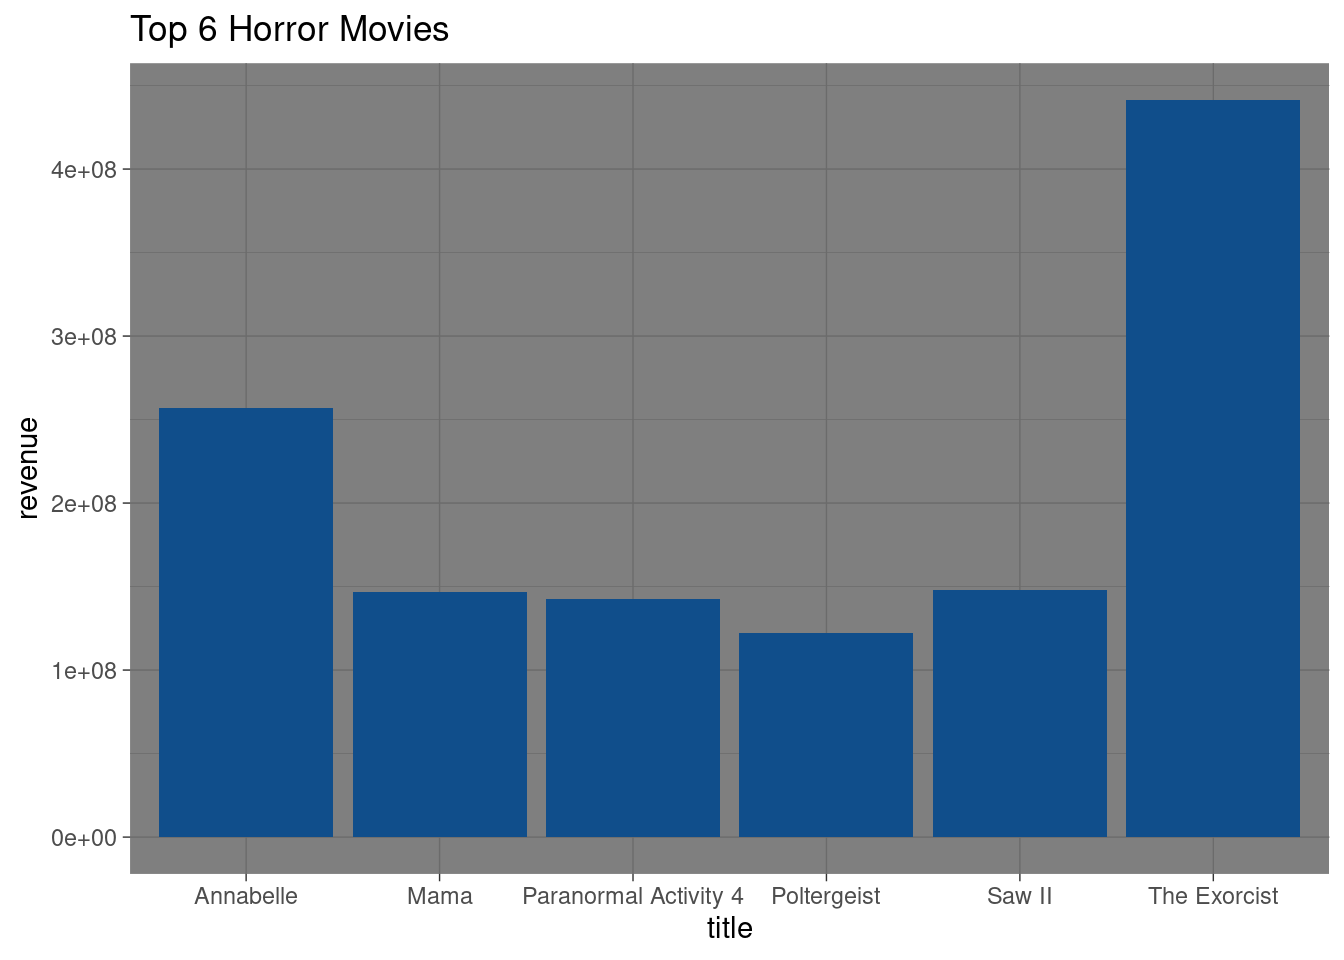 Top 6 Horror Movies
4e+08
3e+08
2e+08
1e+08
0e+00
revenue
Annabelle Mama Paranormal Activity 4 Poltergeist Saw II The Exorcist
title